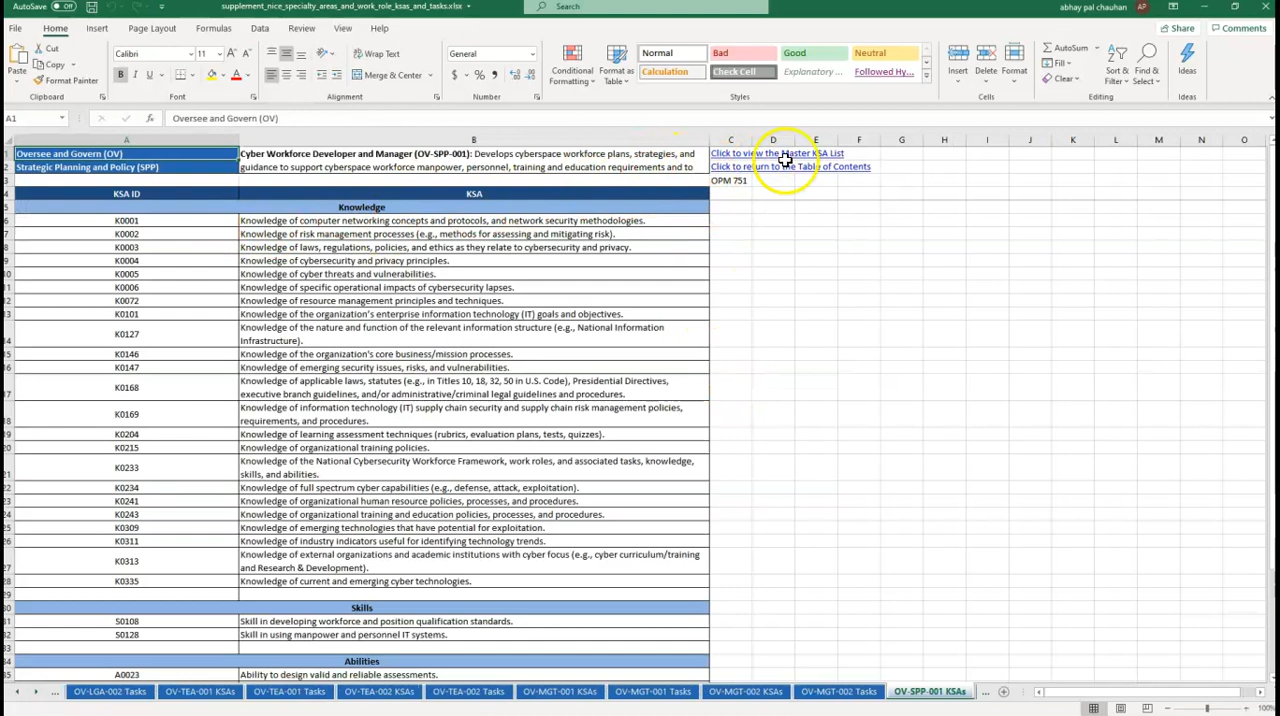 AutoSave Off
supplement_nice_specialty_areas_and_work_role_ksas_and_tasks.xlsx
Search
abhay pal chauhan AP
File Home Insert Page Layout Formulas Data Review View Help
Share Comments
Paste
Cut
Copy
Format Painter
Clipboard
Calibri 11
B I U
Font
Wrap Text
Merge & Center
Alignment
General
$ % ,
Number
Conditional Formatting
Format as Table
Normal Bad Good Neutral
Calculation Check Cell Explanatory ... Followed Hy...
Styles
Insert Delete Format
Cells
AutoSum
Fill
Clear
Sort & Filter
Find & Select
Editing
Ideas
Ideas
A1
Oversee and Govern (OV)
A B C D E F G H I J K L M N O
Oversee and Govern (OV)
Cyber Workforce Developer and Manager (OV-SPP-001): Develops cyberspace workforce plans, strategies, and
Click to view the Master KSA List
Strategic Planning and Policy (SPP)
guidance to support cyberspace workforce manpower, personnel, training and education requirements and to
Click to return to the Table of Contents
OPM 751
KSA ID KSA
Knowledge
K0001 Knowledge of computer networking concepts and protocols, and network security methodologies.
K0002 Knowledge of risk management processes (e.g., methods for assessing and mitigating risk).
K0003 Knowledge of laws, regulations, policies, and ethics as they relate to cybersecurity and privacy.
K0004 Knowledge of cybersecurity and privacy principles.
K0005 Knowledge of cyber threats and vulnerabilities.
K0006 Knowledge of specific operational impacts of cybersecurity lapses.
K0072 Knowledge of resource management principles and techniques.
K0101 Knowledge of the organization's enterprise information technology (IT) goals and objectives.
K0127 Knowledge of the nature and function of the relevant information structure (e.g., National Information
Infrastructure).
K0146 Knowledge of the organization's core business/mission processes.
K0147 Knowledge of emerging security issues, risks, and vulnerabilities.
K0168 Knowledge of applicable laws, statutes (e.g., in Titles 10, 18, 32, 50 in U.S. Code), Presidential Directives,
executive branch guidelines, and/or administrative/criminal legal guidelines and procedures.
K0169 Knowledge of information technology (IT) supply chain security and supply chain risk management policies,
requirements, and procedures.
K0204 Knowledge of learning assessment techniques (rubrics, evaluation plans, tests, quizzes).
K0215 Knowledge of organizational training policies.
K0233 Knowledge of the National Cybersecurity Workforce Framework, work roles, and associated tasks, knowledge,
skills, and abilities.
K0234 Knowledge of full spectrum cyber capabilities (e.g., defense, attack, exploitation).
K0241 Knowledge of organizational human resource policies, processes, and procedures.
K0243 Knowledge of organizational training and education policies, processes, and procedures.
K0309 Knowledge of emerging technologies that have potential for exploitation.
K0311 Knowledge of industry indicators useful for identifying technology trends.
K0313 Knowledge of external organizations and academic institutions with cyber focus (e.g., cyber curriculum/training
and Research & Development).
K0335 Knowledge of current and emerging cyber technologies.
Skills
S0108 Skill in developing workforce and position qualification standards.
S0128 Skill in using manpower and personnel IT systems.
Abilities
A0023 Ability to design valid and reliable assessments.
... OV-LGA-002 Tasks OV-TEA-001 KSAs OV-TEA-001 Tasks OV-TEA-002 KSAs OV-TEA-002 Tasks OV-MGT-001 KSAs OV-MGT-001 Tasks OV-MGT-002 KSAs OV-MGT-002 Tasks OV-SPP-001 KSAs ...
100%